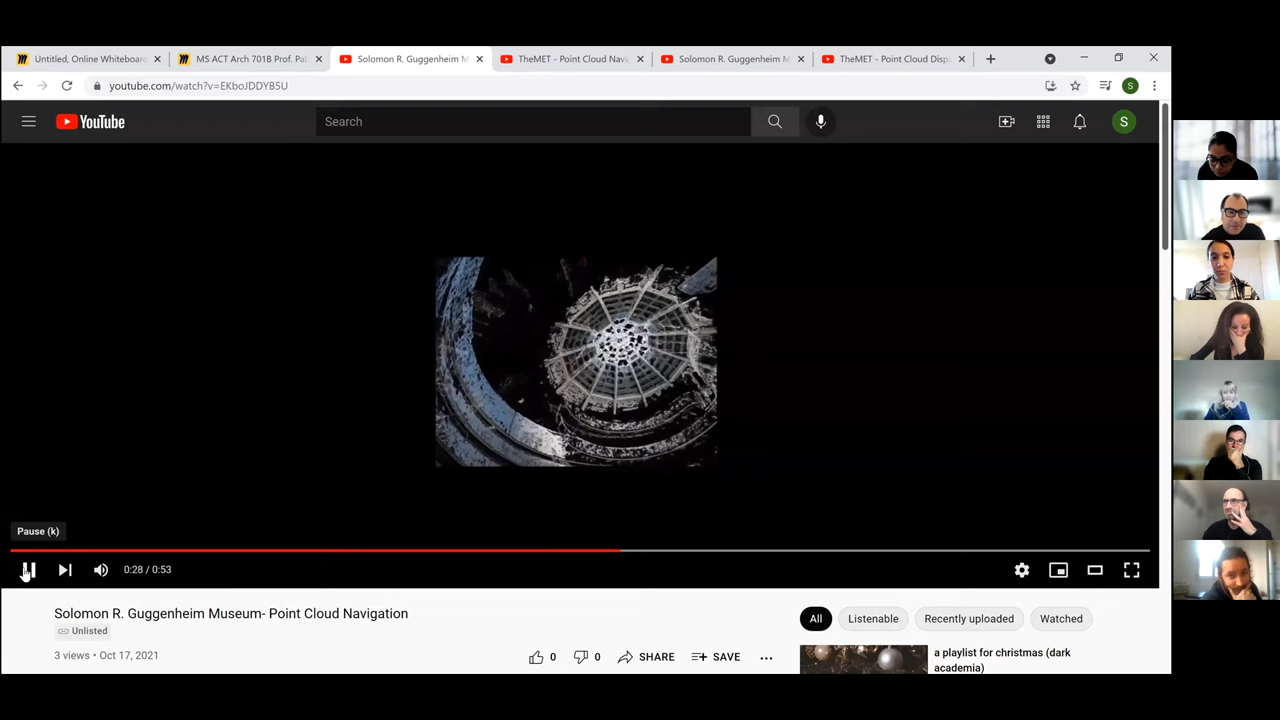 Untitled, Online Whiteboard
MS ACT Arch 701B Prof. Pa
Solomon R. Guggenheim M
TheMET - Point Cloud Navi
Solomon R. Guggenheim M
TheMET - Point Cloud Disp
youtube.com/watch?v=EKboJDDYB5U
S
YouTube
Search
S
Pause (k)
0:28 / 0:53
Solomon R. Guggenheim Museum- Point Cloud Navigation
Unlisted
3 views • Oct 17, 2021
0
0
SHARE
SAVE
All
Listenable
Recently uploaded
Watched
a playlist for christmas (dark
academia)